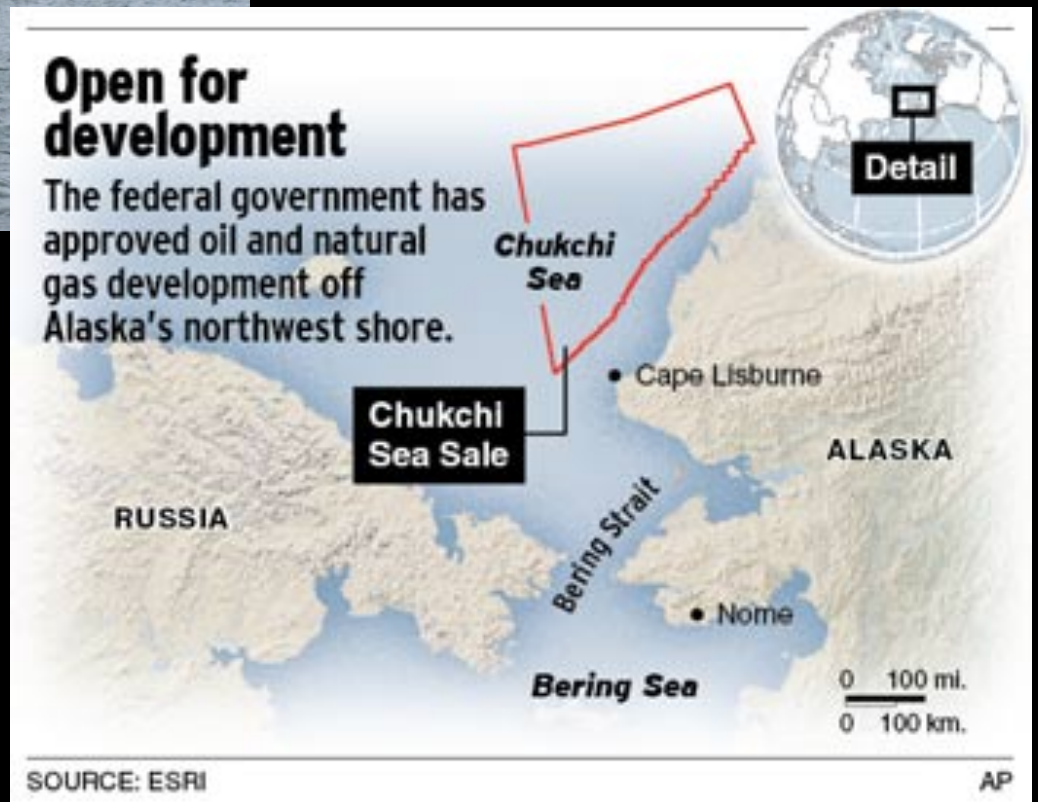 Open for
development
The federal government has
approved oil and natural
gas development off
Alaska's northwest shore.
Detail
Chukchi
Sea
Cape Lisburne
Chukchi
Sea Sale
ALASKA
RUSSIA
Bering Strait
Nome
Bering Sea
0 100 mi.
0 100 km.
SOURCE: ESRI
AP